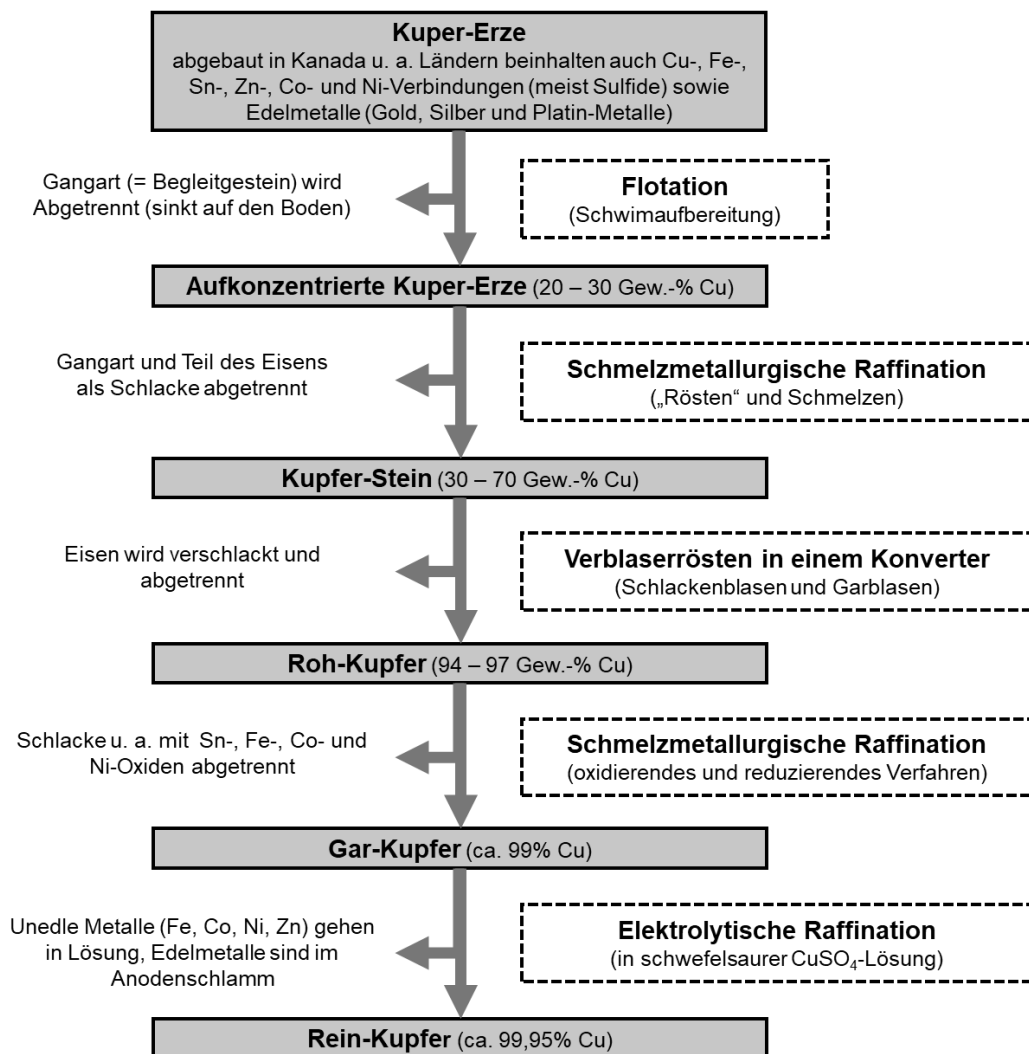 Kuper-Erze
abgebaut in Kanada u. a. Ländern beinhalten auch Cu-, Fe-,
Sn-, Zn-, Co- und Ni-Verbindungen (meist Sulfide) sowie
Edelmetalle (Gold, Silber und Platin-Metalle)
Gangart (= Begleitgestein) wird
Abgetrennt (sinkt auf den Boden)
Flotation
(Schwimaufbereitung)
Aufkonzentrierte Kuper-Erze (20 – 30 Gew.-% Cu)
Gangart und Teil des Eisens
als Schlacke abgetrennt
Schmelzmetallurgische Raffination
(„Rösten“ und Schmelzen)
Kupfer-Stein (30 – 70 Gew.-% Cu)
Eisen wird verschlackt und
abgetrennt
Verblaserrösten in einem Konverter
(Schlackenblasen und Garblasen)
Roh-Kupfer (94 – 97 Gew.-% Cu)
Schlacke u. a. mit Sn-, Fe-, Co- und
Ni-Oxiden abgetrennt
Schmelzmetallurgische Raffination
(oxidierendes und reduzierendes Verfahren)
Gar-Kupfer (ca. 99% Cu)
Unedle Metalle (Fe, Co, Ni, Zn) gehen
in Lösung, Edelmetalle sind im
Anodenschlamm
Elektrolytische Raffination
(in schwefelsaurer CuSO₄-Lösung)
Rein-Kupfer (ca. 99,95% Cu)